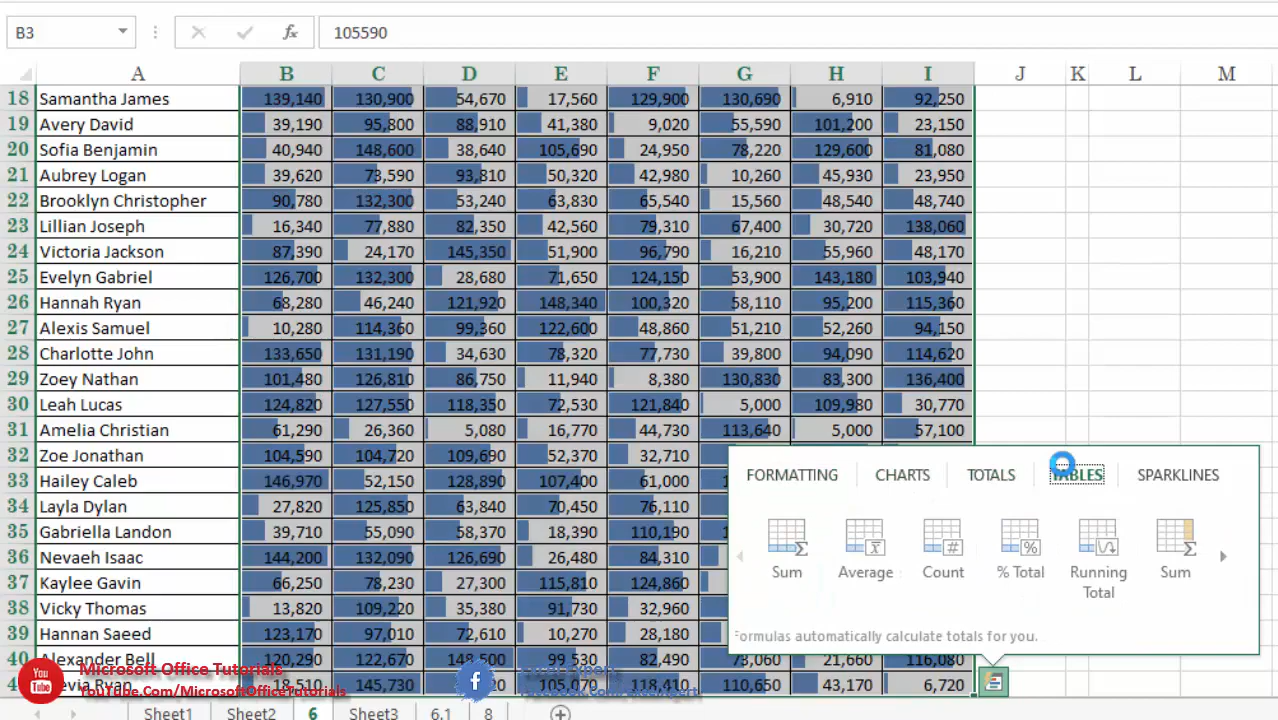 B3 fx 105590
A B C D E F G H I J K L M
18 Samantha James 139,140 130,900 54,670 17,560 129,900 130,690 6,910 92,250
19 Avery David 39,190 95,800 88,910 41,380 9,020 55,590 101,200 23,150
20 Sofia Benjamin 40,940 148,600 38,640 105,690 24,950 78,220 129,600 81,080
21 Aubrey Logan 39,620 73,590 93,810 50,320 42,980 10,260 45,930 23,950
22 Brooklyn Christopher 90,780 132,300 53,240 63,830 65,540 15,560 48,540 48,740
23 Lillian Joseph 16,340 77,880 82,350 42,560 79,310 67,400 30,720 138,060
24 Victoria Jackson 87,390 24,170 145,350 51,900 96,790 16,210 55,960 48,170
25 Evelyn Gabriel 126,700 132,300 28,680 71,650 124,150 53,900 143,180 103,940
26 Hannah Ryan 68,280 46,240 121,920 148,340 100,320 58,110 95,200 115,360
27 Alexis Samuel 10,280 114,360 99,360 122,600 48,860 51,210 52,260 94,150
28 Charlotte John 133,650 131,190 34,630 78,320 77,730 39,800 94,090 114,620
29 Zoey Nathan 101,480 126,810 86,750 11,940 8,380 130,830 83,300 136,400
30 Leah Lucas 124,820 127,550 118,350 72,530 121,840 5,000 109,980 30,770
31 Amelia Christian 61,290 26,360 5,080 16,770 44,730 113,640 5,000 57,100
32 Zoe Jonathan 104,590 104,720 109,690 52,370 32,710
33 Hailey Caleb 146,970 52,150 128,890 107,400 61,000
34 Layla Dylan 27,820 125,850 63,840 70,450 76,110
35 Gabriella Landon 39,710 55,090 58,370 18,390 110,190
36 Nevaeh Isaac 144,200 132,090 126,690 26,480 84,310
37 Kaylee Gavin 66,250 78,230 27,300 115,810 124,860
38 Vicky Thomas 13,820 109,220 35,380 91,730 32,960
39 Hannan Saeed 123,170 97,010 72,610 10,270 28,180
40 Alexander Bell 120,290 122,670 148,500 99,530 82,490 73,060 21,660 116,080
Ryan 145,730 105,070 118,410 110,650 43,170 6,720
FORMATTING CHARTS TOTALS TABLES SPARKLINES
Sum Average Count % Total Running Total Sum
Formulas automatically calculate totals for you.
You Tube
Microsoft Office Tutorials
YouTube.Com/MicrosoftOfficeTutorials
f
Sheet1 Sheet2 6 Sheet3 6.1 8